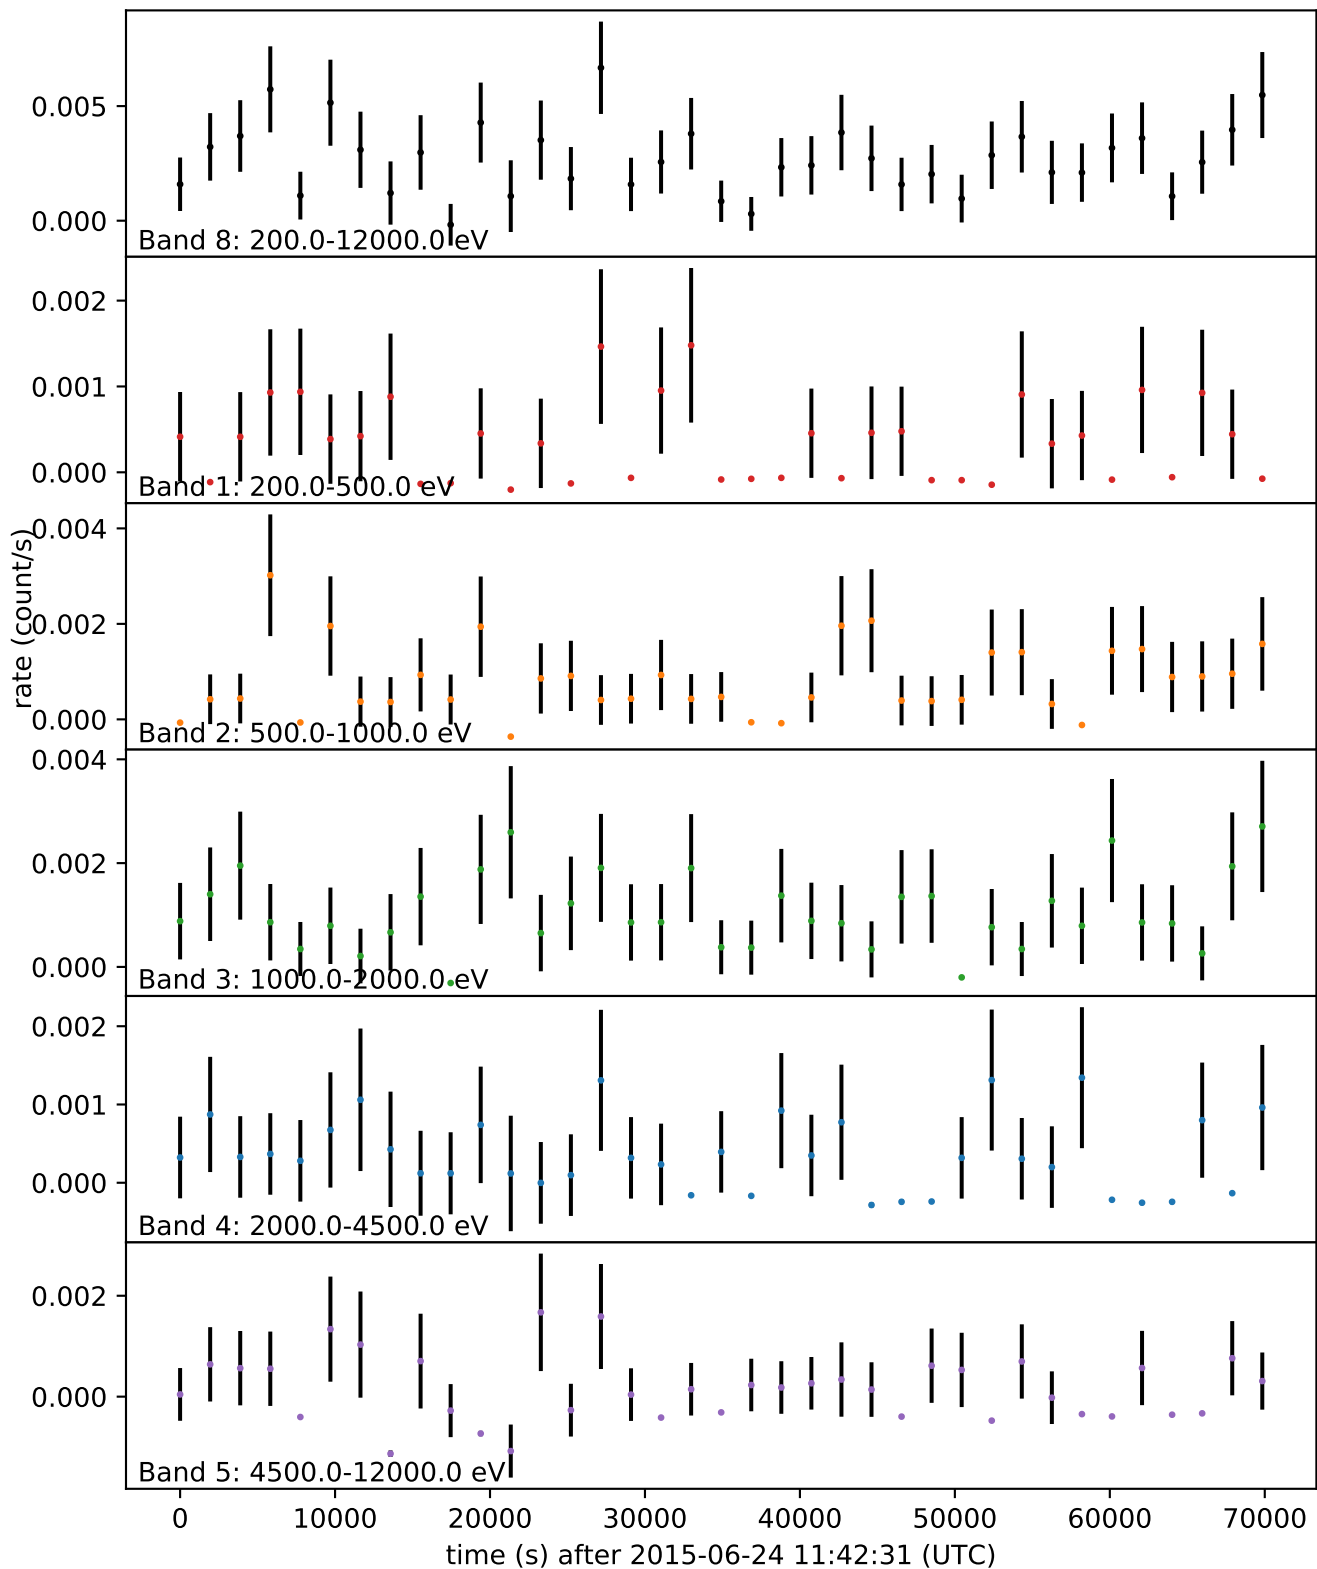 0.005
0.000
Band 8: 200.0-12000.0 eV
0.002
0.001
0.000
Band 1: 200.0-500.0 eV
rate (count/s)
0.004
0.002
0.000
Band 2: 500.0-1000.0 eV
0.004
0.002
0.000
Band 3: 1000.0-2000.0 eV
0.002
0.001
0.000
Band 4: 2000.0-4500.0 eV
0.002
0.000
Band 5: 4500.0-12000.0 eV
0 10000 20000 30000 40000 50000 60000 70000
time (s) after 2015-06-24 11:42:31 (UTC)